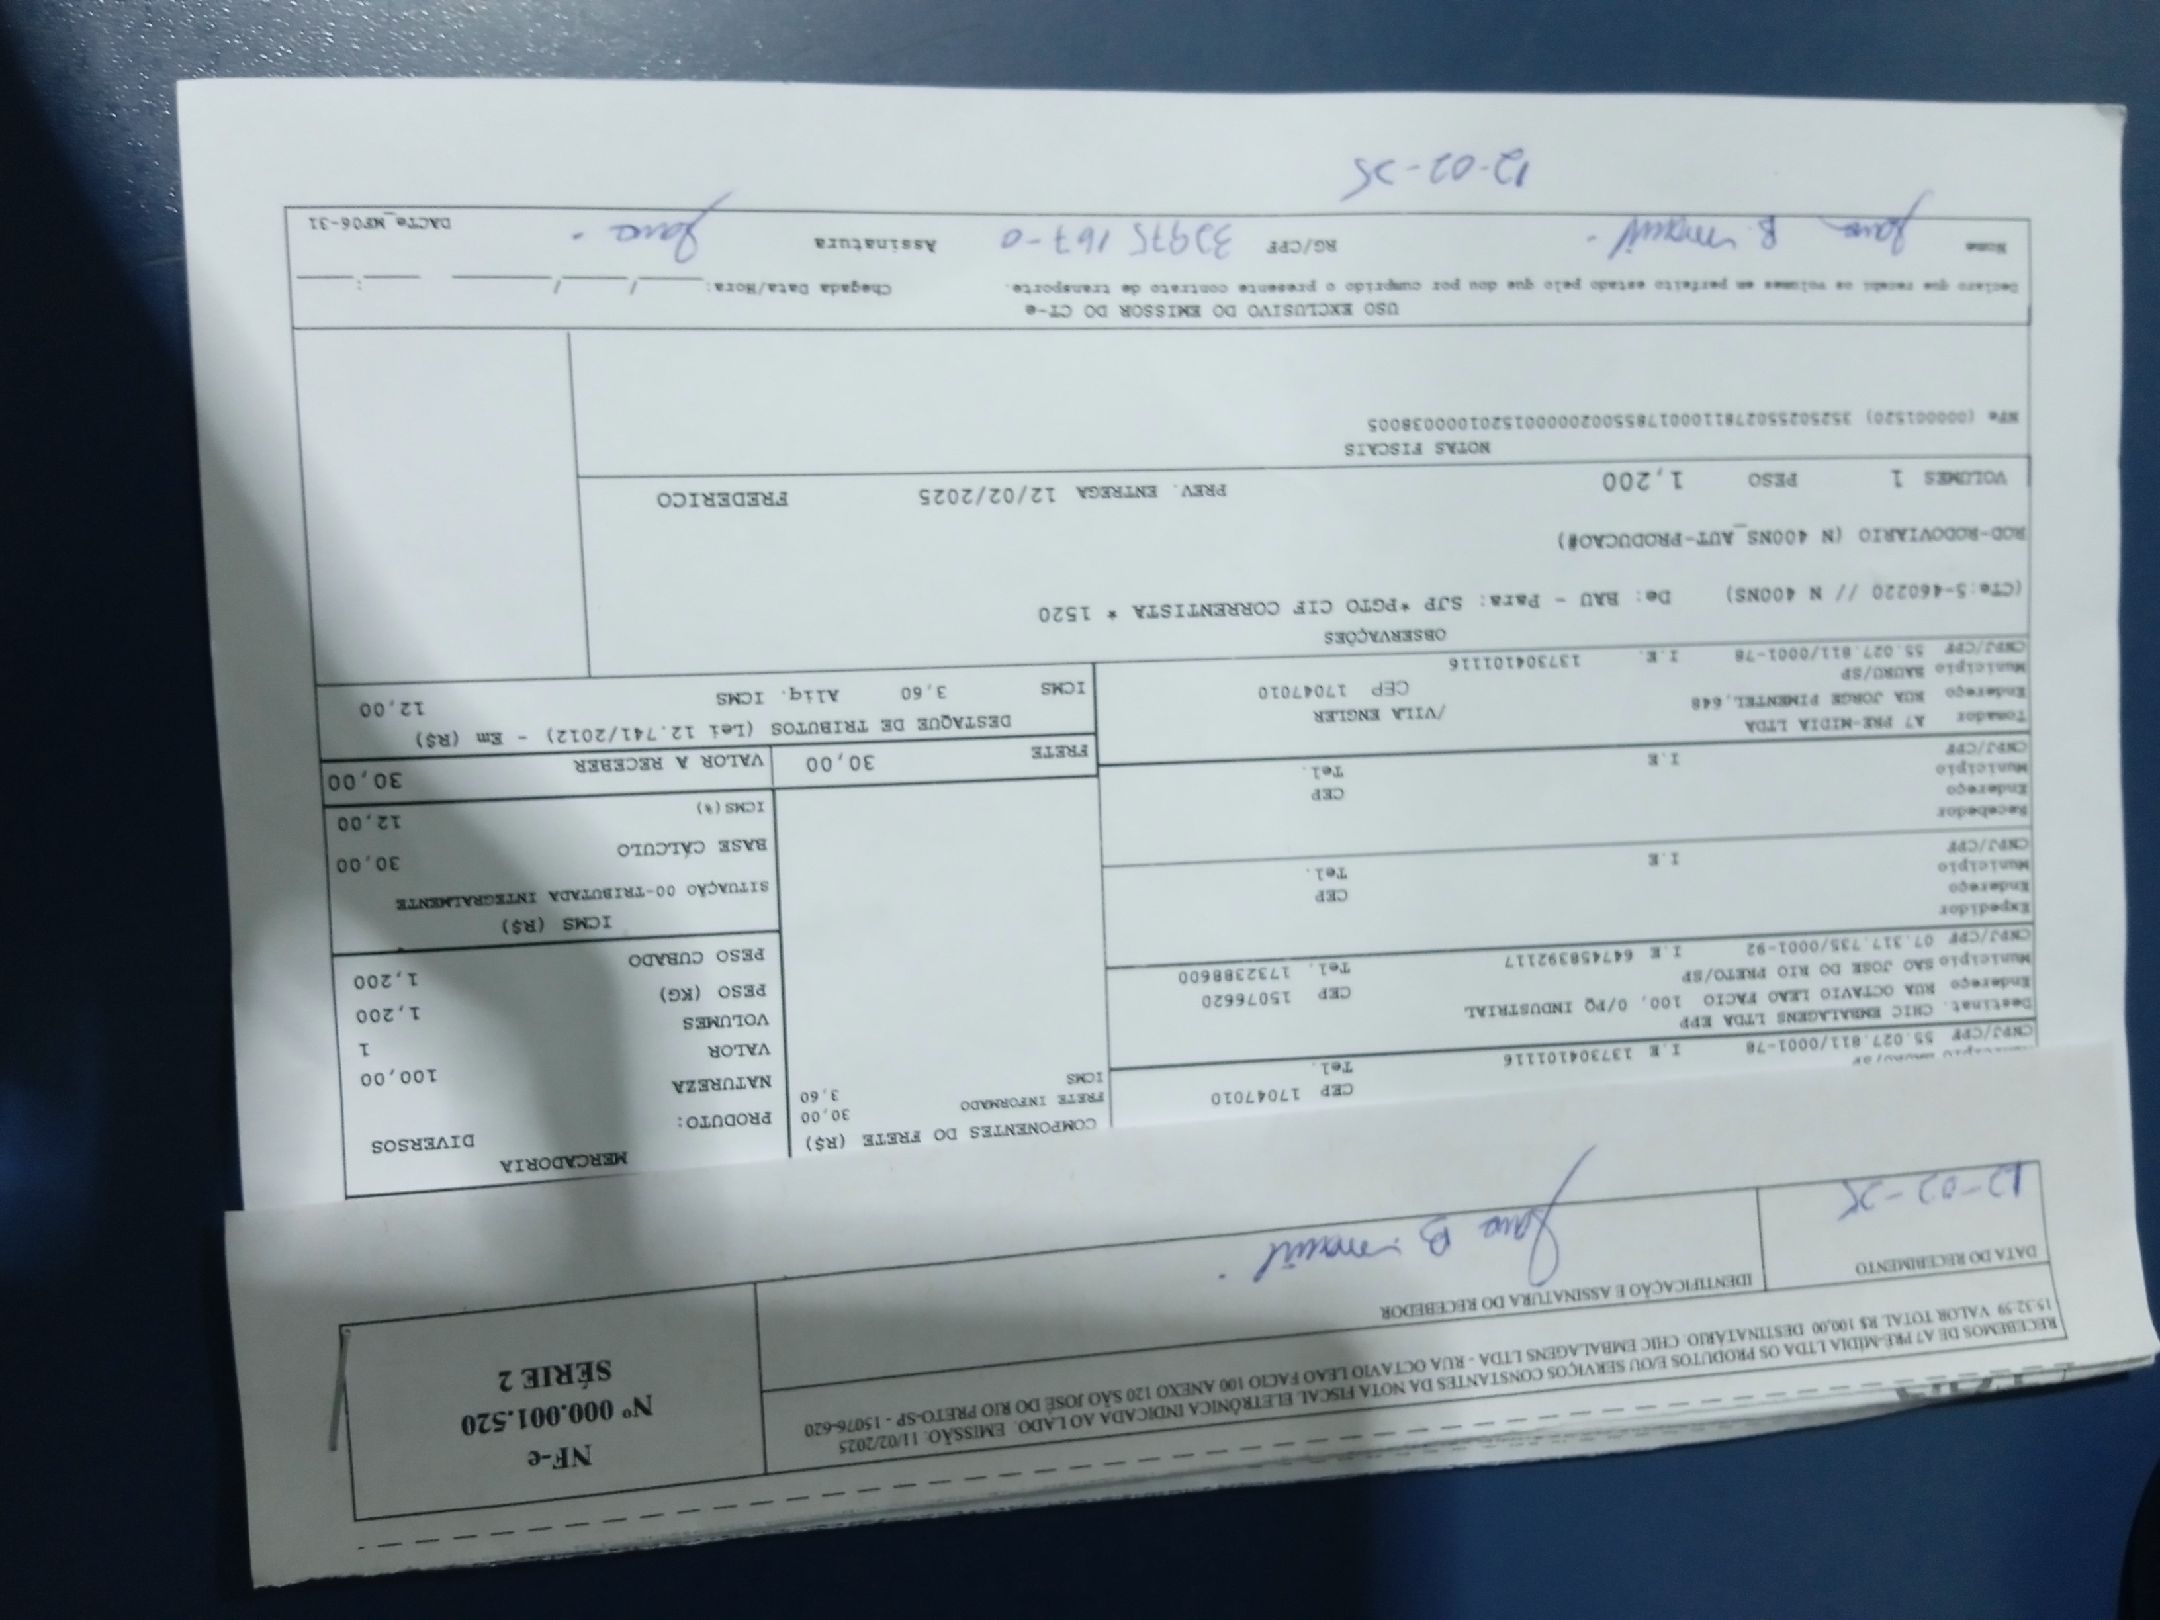 RECEBEMOS DE A7 PRÉ-MÍDIA LTDA OS PRODUTOS E/OU SERVIÇOS CONSTANTES DA NOTA FISCAL ELETRÔNICA INDICADA AO LADO. EMISSÃO. 11/02/2025
15:32:59 VALOR TOTAL R$ 100,00 DESTINATÁRIO. CHIC EMBALAGENS LTDA - RUA OCTAVIO LEAO FACIO 100 ANEXO 120 SÃO JOSÉ DO RIO PRETO-SP - 15076-620
NF-e
Nº 000.001.520
SÉRIE 2
DATA DO RECEBIMENTO
12-02-25
IDENTIFICAÇÃO E ASSINATURA DO RECEBEDOR
B.
CEP 17047010
CNPJ/CPF 55.027.811/0001-78 I.E 13730401116 Tel.
Destinat. CHIC EMBALAGENS LTDA EPP
Endereço RUA OCTAVIO LEAO FACIO 100, 0/PQ INDUSTRIAL CEP 15076620
Município SAO JOSE DO RIO PRETO/SP Tel. 1732388600
CNPJ/CPF 07.317.735/0001-92 I.E 647458392117
Expedidor
Endereço CEP
Município Tel.
CNPJ/CPF I.E
Recebedor
Endereço CEP
Município Tel.
CNPJ/CPF I.E
Tomador A7 PRE-MIDIA LTDA
Endereço RUA JORGE PIMENTEL,648 /VILA ENGLER
Município BAURU/SP CEP 17047010
CNPJ/CPF 55.027.811/0001-78 I.E. 13730401116
COMPONENTES DO FRETE (R$)
FRETE INFORMADO 30,00
ICMS 3,60
MERCADORIA
PRODUTO: DIVERSOS
NATUREZA
VALOR 100,00
VOLUMES 1
PESO (KG) 1,200
PESO CUBADO 1,200
ICMS (R$)
SITUAÇÃO 00-TRIBUTADA INTEGRALMENTE
BASE CÁLCULO 30,00
ICMS(%) 12,00
FRETE 30,00 VALOR A RECEBER 30,00
DESTAQUE DE TRIBUTOS (Lei 12.741/2012) - Em (R$)
ICMS 3,60 Aliq. ICMS 12,00
OBSERVAÇÕES
(CTe:5-460220 // N 400NS) De: BAU - Para: SJP *PGTO CIF CORRENTISTA * 1520
ROD-RODOVIARIO (N 400NS_AUT-PRODUCAO#)
VOLUMES 1 PESO 1,200 PREV. ENTREGA 12/02/2025 FREDERICO
NOTAS FISCAIS
NFe (00001520) 35250255027811000178550020000015201000038005
USO EXCLUSIVO DO EMISSOR DO CT-e
Declaro que recebi os volumes em perfeito estado pelo que dou por cumprido o presente contrato de transporte. Chegada Data/Hora: __/__/__ __:__
Nome B. RG/CPF 33975167-0 Assinatura
DACTe_MF06-31
12-02-25